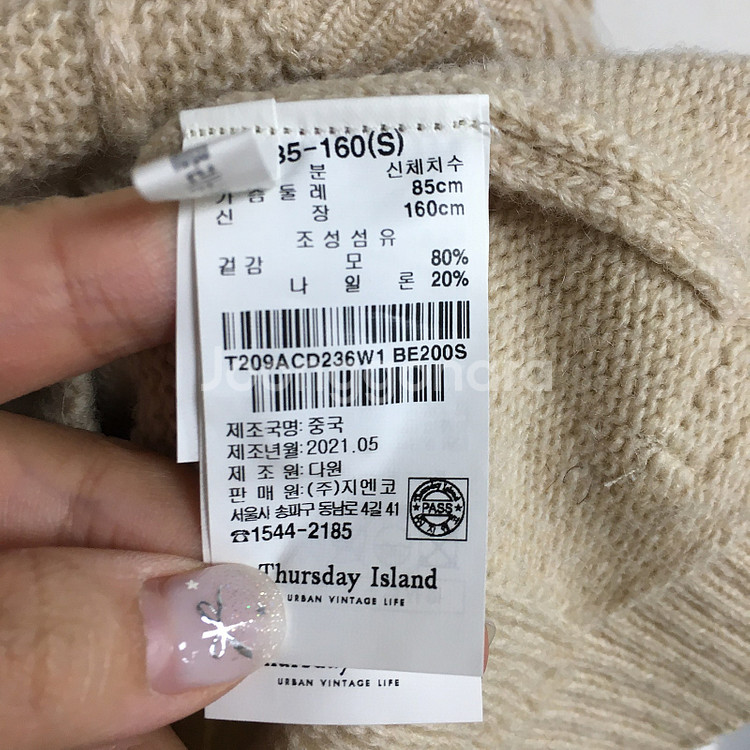 85-160(S)
분 신체치수
가슴둘레 85cm
신 장 160cm
조성섬유
겉감 모 80%
나 일 론 20%
T209ACD236W1 BE200S
Joonggonara
제조국명: 중국
제조년월: 2021.05
제 조 원: 다원
판 매 원: (주)지엔코
서울시 송파구 동남로 4길 41
☎1544-2185
PASS
Thursday Island
URBAN VINTAGE LIFE
URBAN VINTAGE LIFE